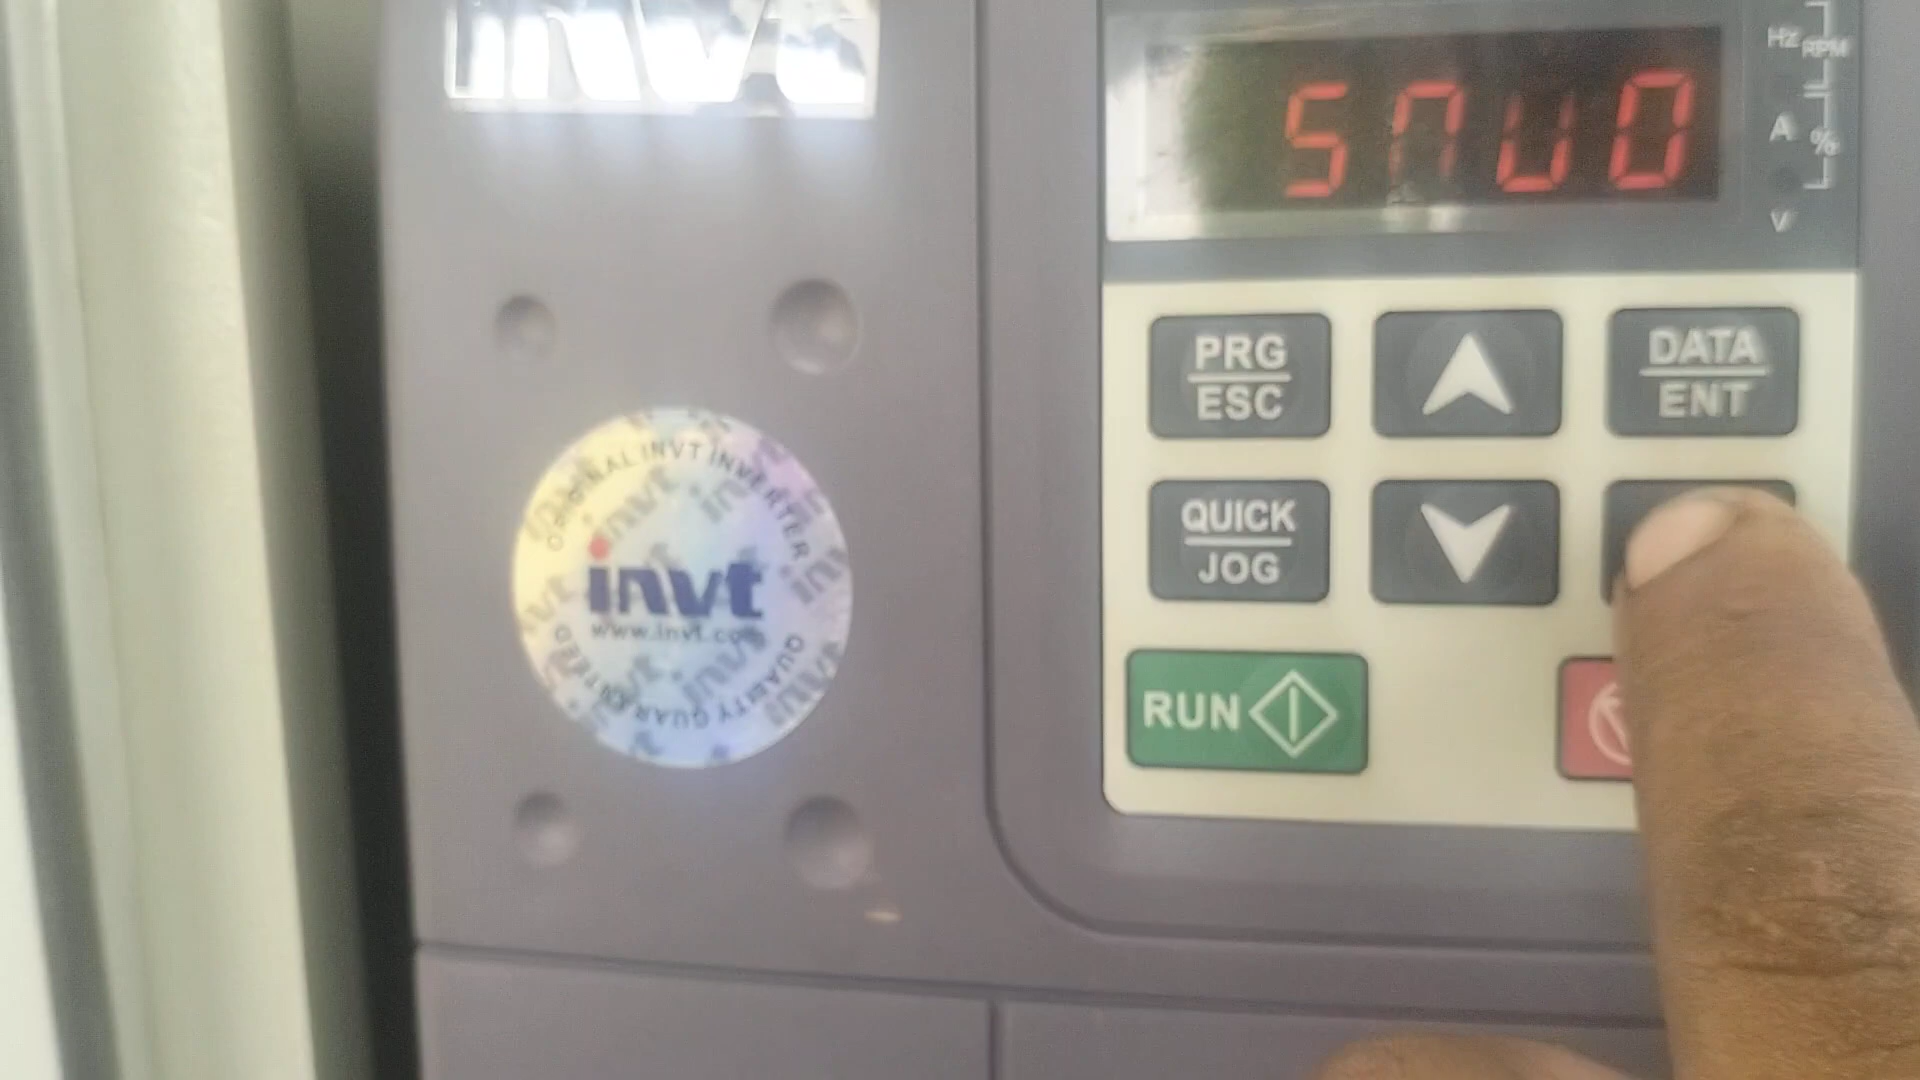 invt
Hz RPM
A %
V
PRG
ESC
DATA
ENT
QUICK
JOG
RUN
ORIGINAL INVT INVERTER
invt
www.invt.com
QUALITY GUARANTEED